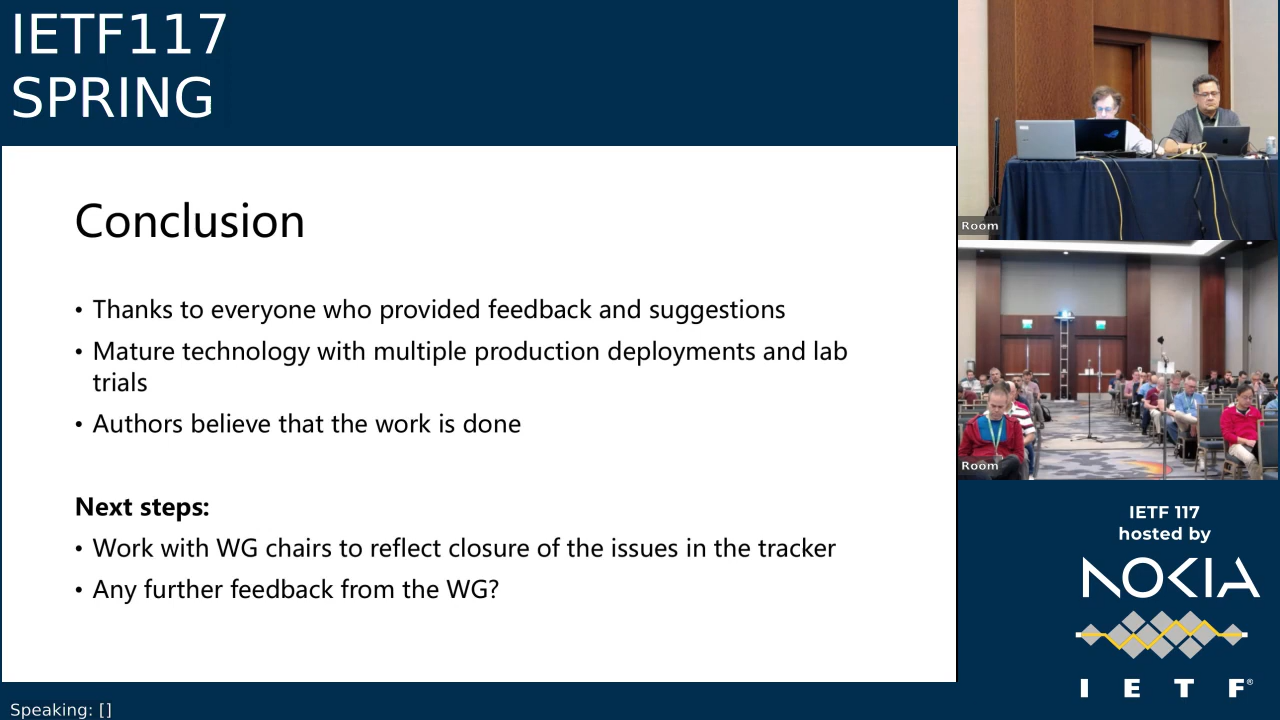 IETF117
SPRING
Conclusion
• Thanks to everyone who provided feedback and suggestions
• Mature technology with multiple production deployments and lab
trials
• Authors believe that the work is done
Next steps:
• Work with WG chairs to reflect closure of the issues in the tracker
• Any further feedback from the WG?
Room
Room
IETF 117
hosted by
NOKIA
I E T F®
Speaking: []